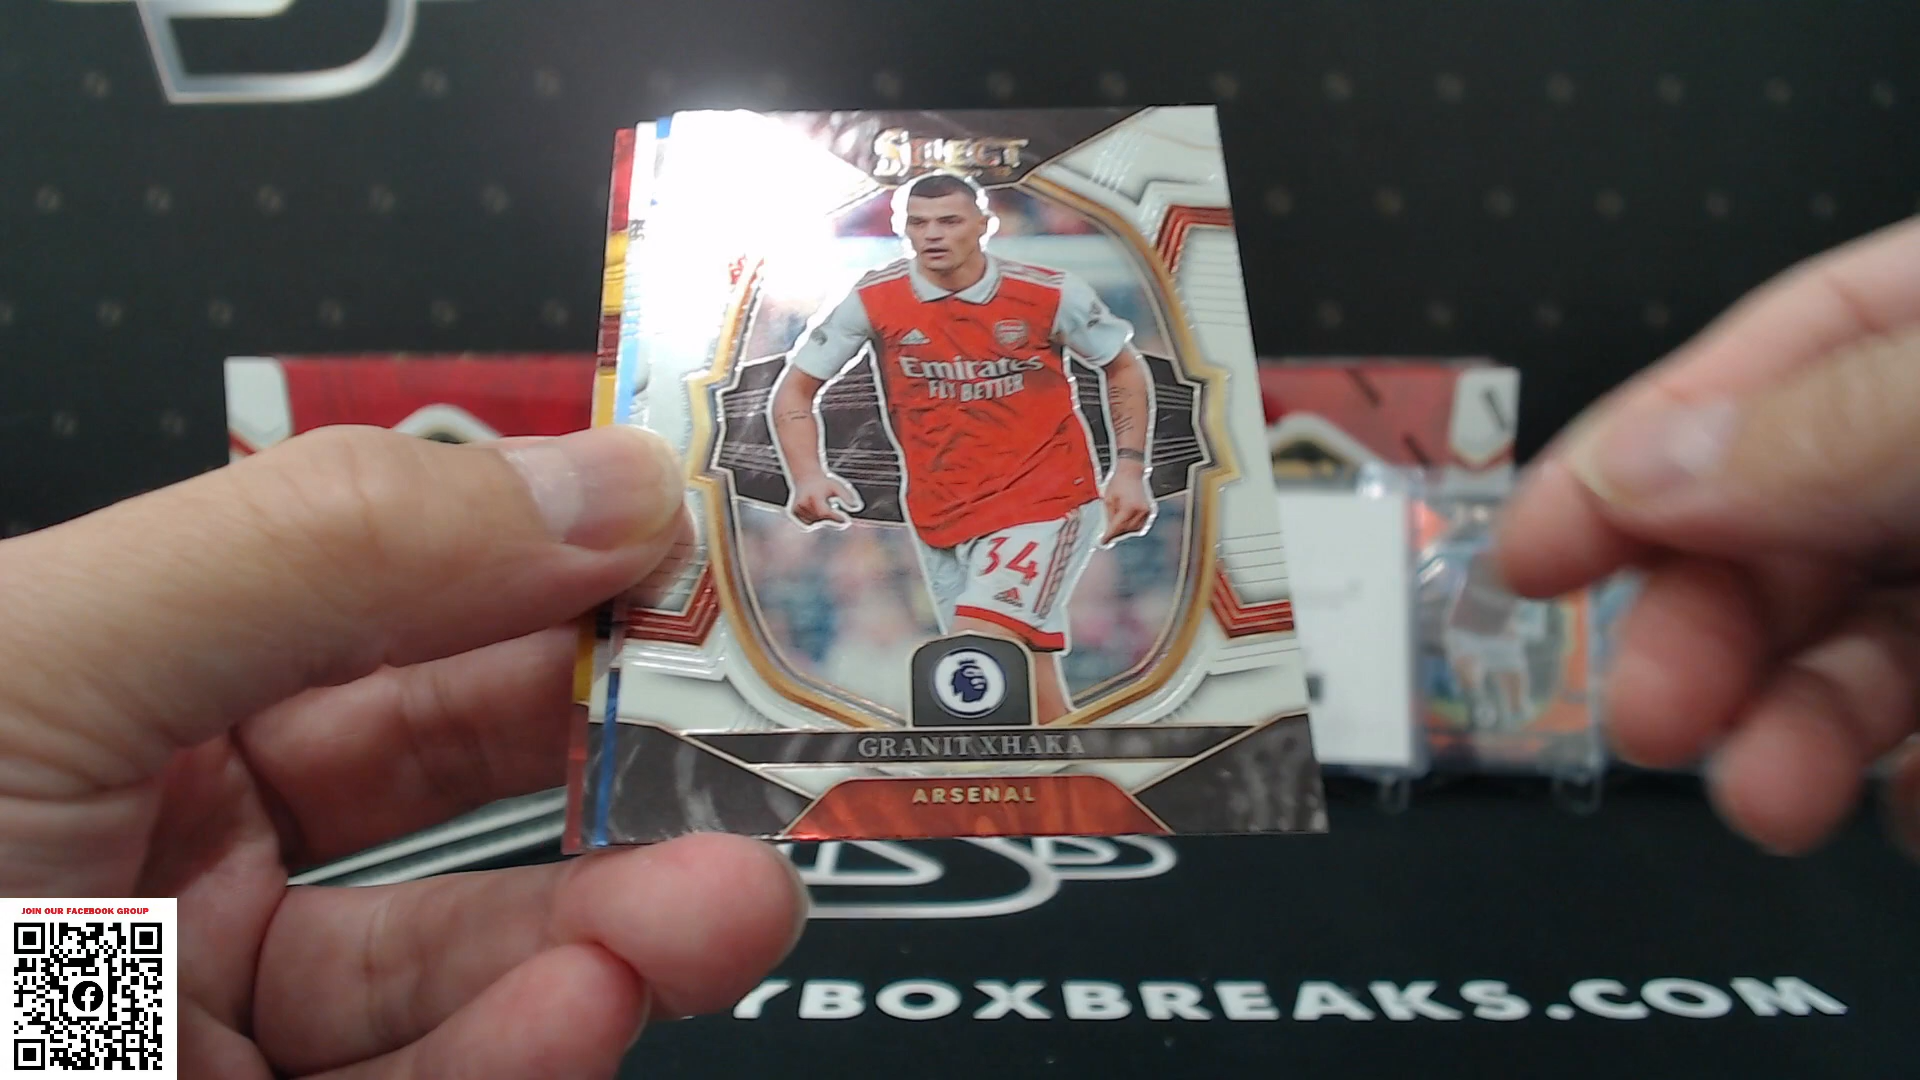 SELECT
Emirates
FLY BETTER
34
GRANIT XHAKA
ARSENAL
JOIN OUR FACEBOOK GROUP
YBOXBREAKS.COM